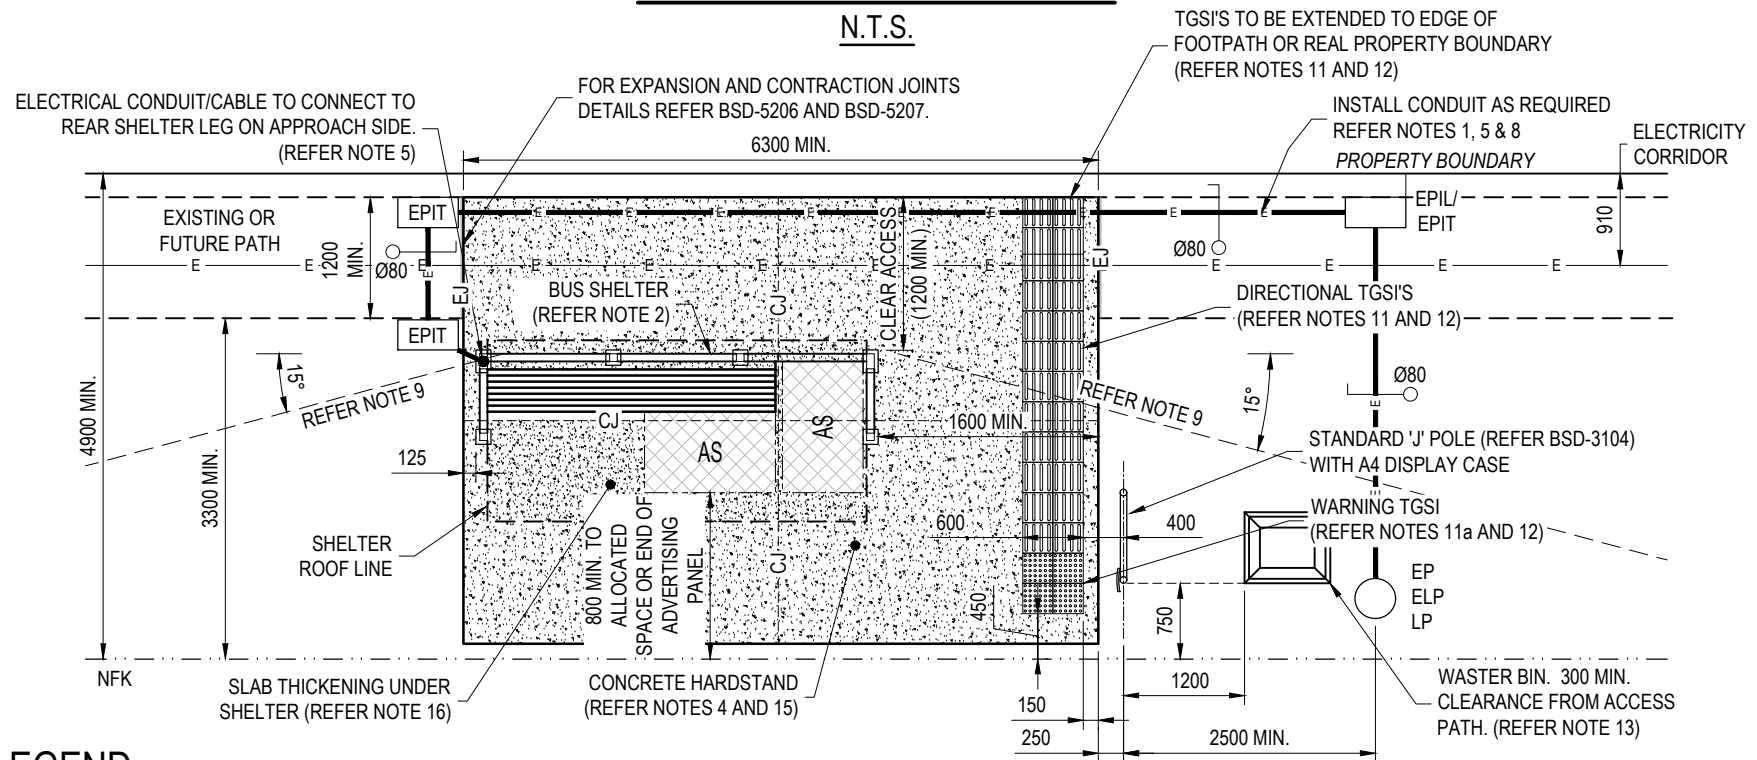 N.T.S.
TGSI'S TO BE EXTENDED TO EDGE OF
FOOTPATH OR REAL PROPERTY BOUNDARY
(REFER NOTES 11 AND 12)
FOR EXPANSION AND CONTRACTION JOINTS
DETAILS REFER BSD-5206 AND BSD-5207.
ELECTRICAL CONDUIT/CABLE TO CONNECT TO
REAR SHELTER LEG ON APPROACH SIDE.
(REFER NOTE 5)
INSTALL CONDUIT AS REQUIRED
REFER NOTES 1, 5 & 8
PROPERTY BOUNDARY
ELECTRICITY
CORRIDOR
6300 MIN.
EXISTING OR
FUTURE PATH
EPIT
E E E E E E E E
EPIL/
EPIT
910
1200
MIN.
Ø80
Ø80
E E E E E E E E E E E E E
E
EJ
EJ
CJ
CLEAR ACCESS
(1200 MIN.)
BUS SHELTER
(REFER NOTE 2)
DIRECTIONAL TGSI'S
(REFER NOTES 11 AND 12)
EPIT
15°
REFER NOTE 9
REFER NOTE 9
15°
Ø80
E
4900 MIN.
3300 MIN.
CJ
AS
AS
1600 MIN.
STANDARD 'J' POLE (REFER BSD-3104)
WITH A4 DISPLAY CASE
125
WARNING TGSI
(REFER NOTES 11a AND 12)
600
400
SHELTER
ROOF LINE
800 MIN. TO
ALLOCATED
SPACE OR END OF
ADVERTISING
PANEL
CJ
450
750
EP
ELP
LP
NFK
SLAB THICKENING UNDER
SHELTER (REFER NOTE 16)
CONCRETE HARDSTAND
(REFER NOTES 4 AND 15)
1200
WASTER BIN. 300 MIN.
CLEARANCE FROM ACCESS
PATH. (REFER NOTE 13)
150
250
2500 MIN.